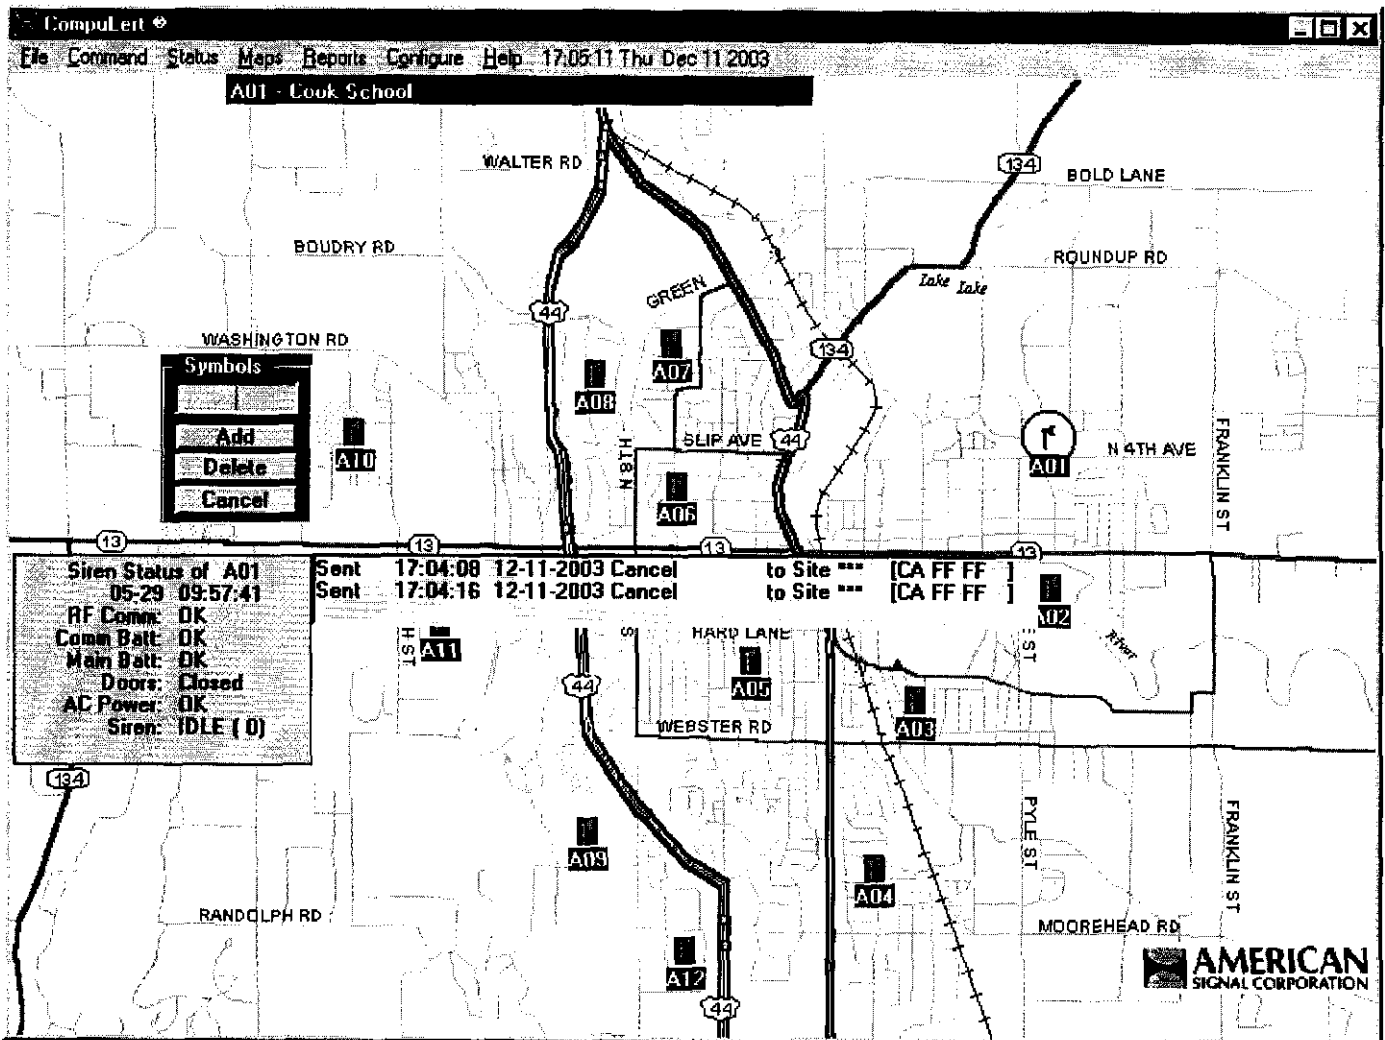 CompuLert ®
File Command Status Maps Reports Configure Help 17:05:11 Thu Dec 11 2003
A01 - Cook School
WALTER RD
134
BOLD LANE
BOUDRY RD
ROUNDUP RD
Lake Lake
GREEN
44
WASHINGTON RD
134
Symbols
A07
A08
Add
Delete
Cancel
A10
SLIP AVE
44
N 8TH
A06
A01
N 4TH AVE
FRANKLIN ST
13
13
13
13
Siren Status of A01
05-29 09:57:41
RF Comm: OK
Comm Batt: OK
Main Batt: OK
Doors: Closed
AC Power: OK
Siren: IDLE ( 0)
Sent 17:04:08 12-11-2003 Cancel to Site *** [CA FF FF ]
Sent 17:04:16 12-11-2003 Cancel to Site *** [CA FF FF ]
A02
H ST
A11
S
HARD LANE
E ST
River
A05
44
A03
WEBSTER RD
134
A09
PYLE ST
FRANKLIN ST
A04
RANDOLPH RD
MOOREHEAD RD
A12
44
AMERICAN
SIGNAL CORPORATION